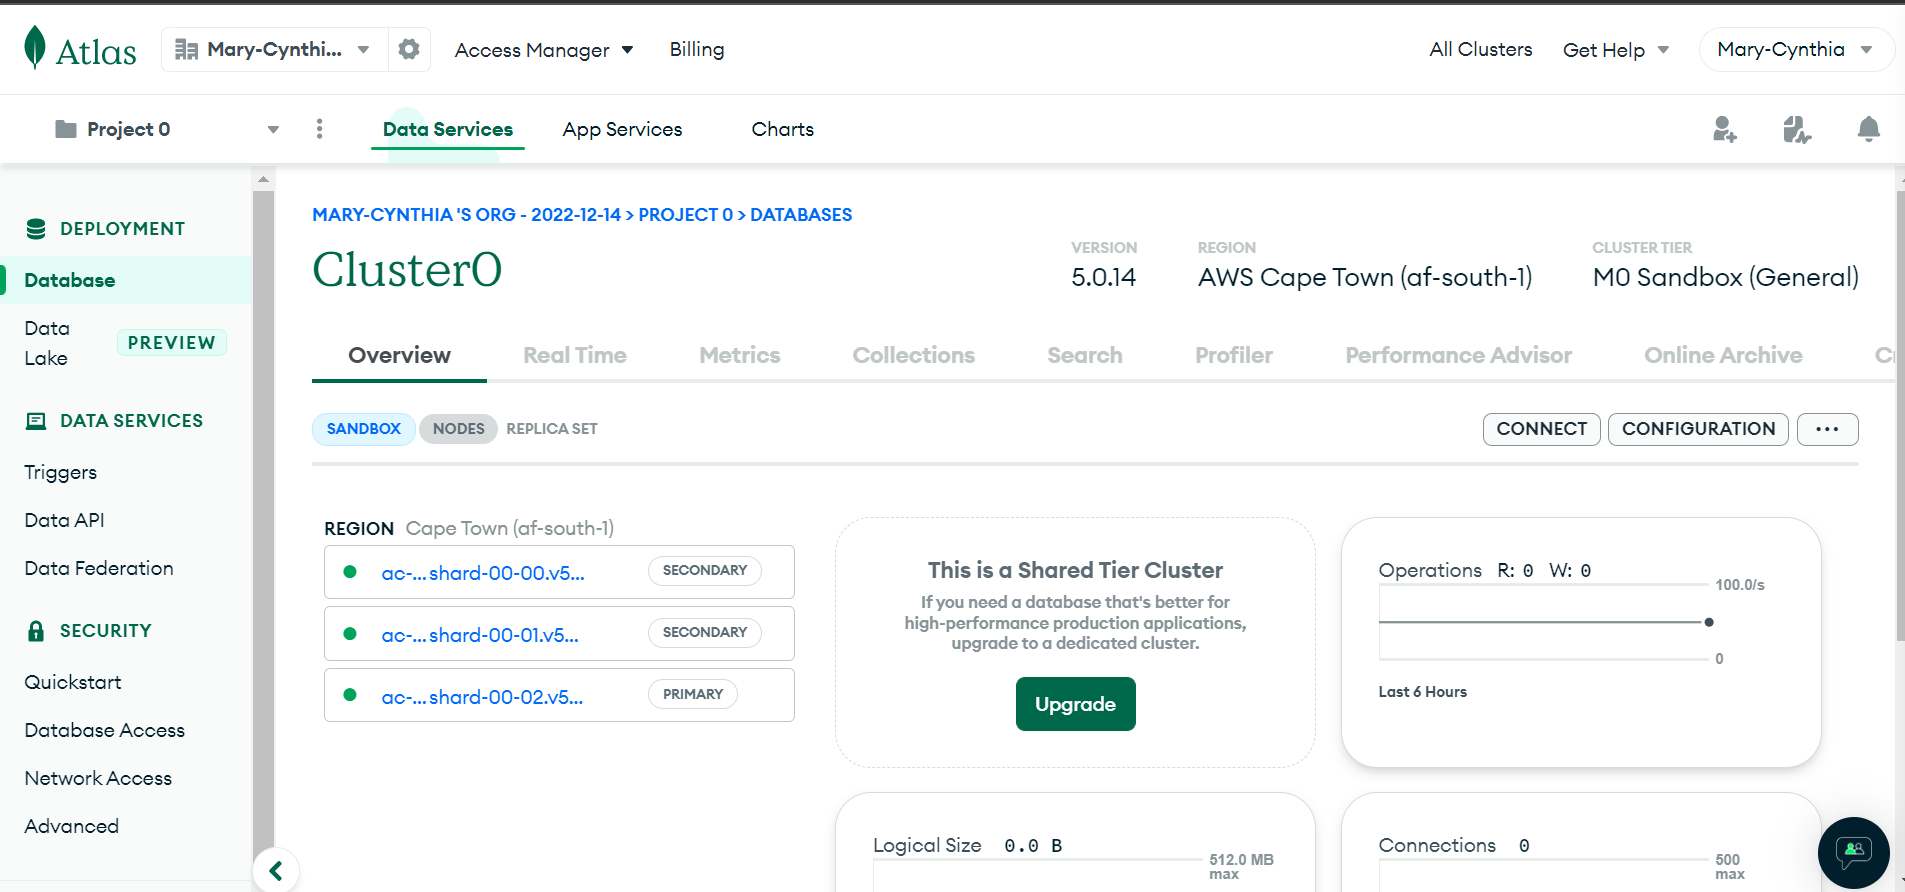 Atlas
Mary-Cynthi...
Access Manager
Billing
All Clusters
Get Help
Mary-Cynthia
Project 0
Data Services
App Services
Charts
DEPLOYMENT
Database
Data Lake
PREVIEW
DATA SERVICES
Triggers
Data API
Data Federation
SECURITY
Quickstart
Database Access
Network Access
Advanced
MARY-CYNTHIA 'S ORG - 2022-12-14 > PROJECT 0 > DATABASES
Cluster0
VERSION
5.0.14
REGION
AWS Cape Town (af-south-1)
CLUSTER TIER
M0 Sandbox (General)
Overview
Real Time
Metrics
Collections
Search
Profiler
Performance Advisor
Online Archive
SANDBOX
NODES
REPLICA SET
CONNECT
CONFIGURATION
...
REGION Cape Town (af-south-1)
ac-...shard-00-00.v5...
SECONDARY
ac-...shard-00-01.v5...
SECONDARY
ac-...shard-00-02.v5...
PRIMARY
This is a Shared Tier Cluster
If you need a database that's better for
high-performance production applications,
upgrade to a dedicated cluster.
Upgrade
Operations R: 0 W: 0
100.0/s
0
Last 6 Hours
Logical Size 0.0 B
512.0 MB
max
Connections 0
500
max